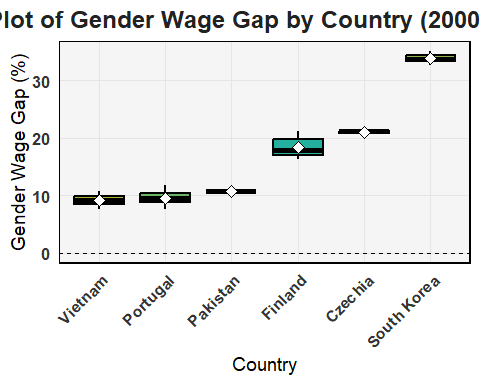 Plot of Gender Wage Gap by Country (2000
Gender Wage Gap (%)
30
20
10
0
Vietnam
Portugal
Pakistan
Finland
Czechia
South Korea
Country